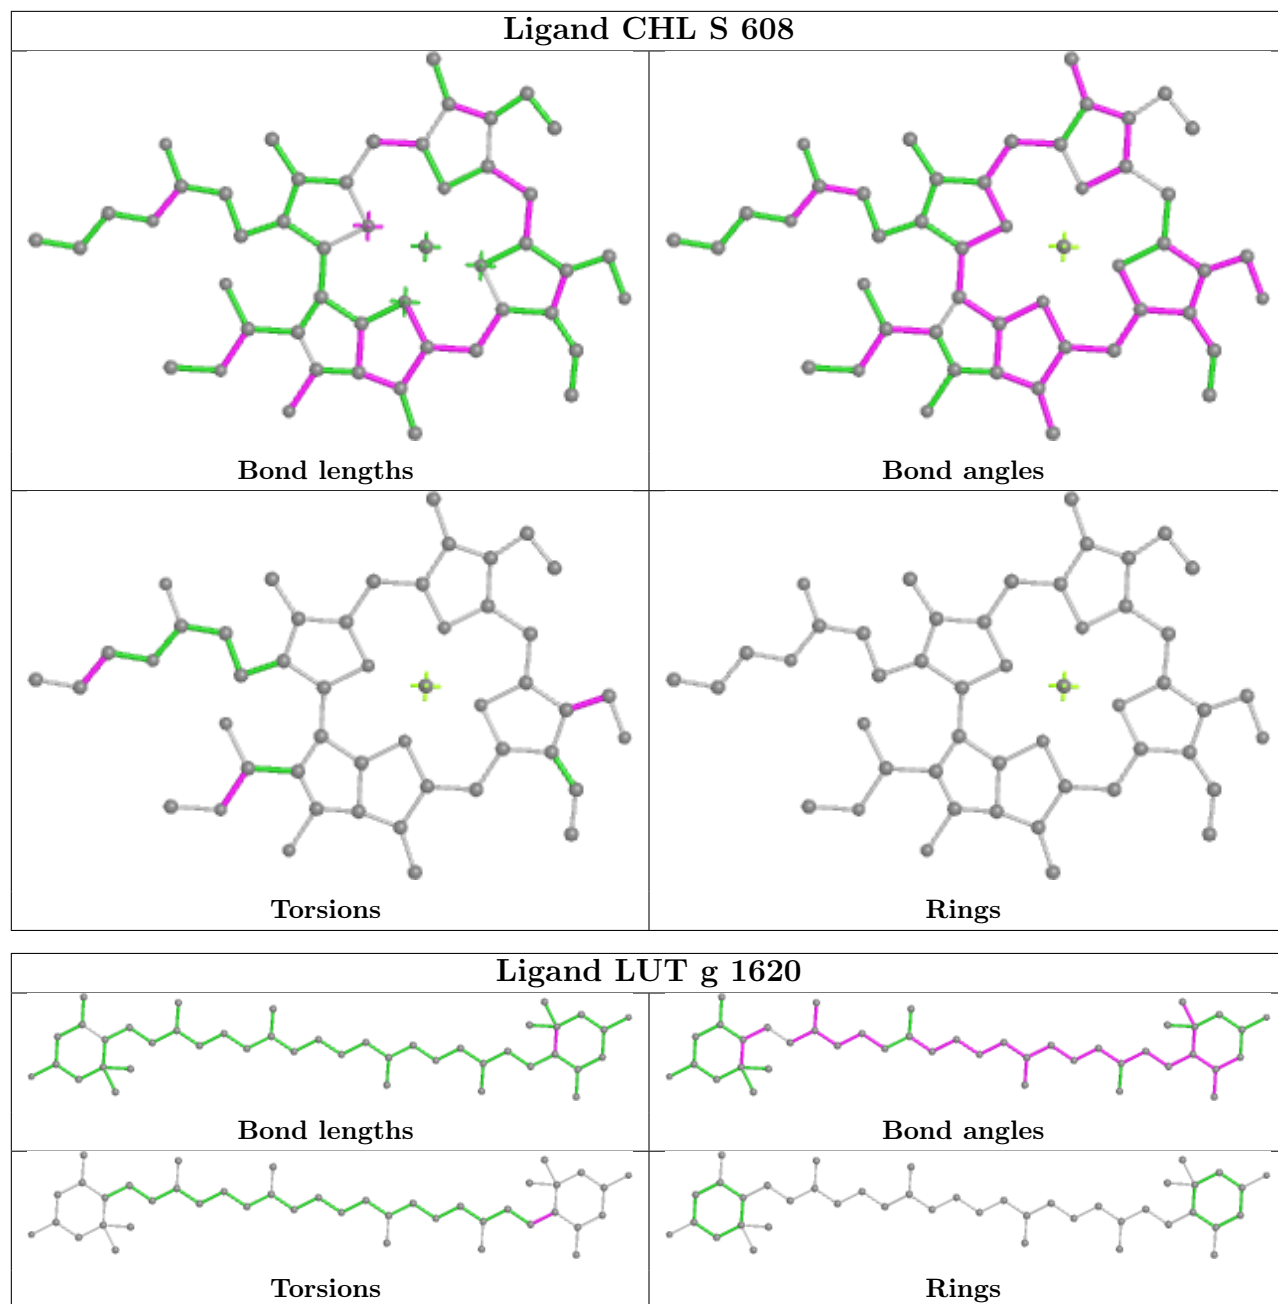 Ligand CHL S 608
Bond lengths
Bond angles
Torsions
Rings
Ligand LUT g 1620
Bond lengths
Bond angles
Torsions
Rings